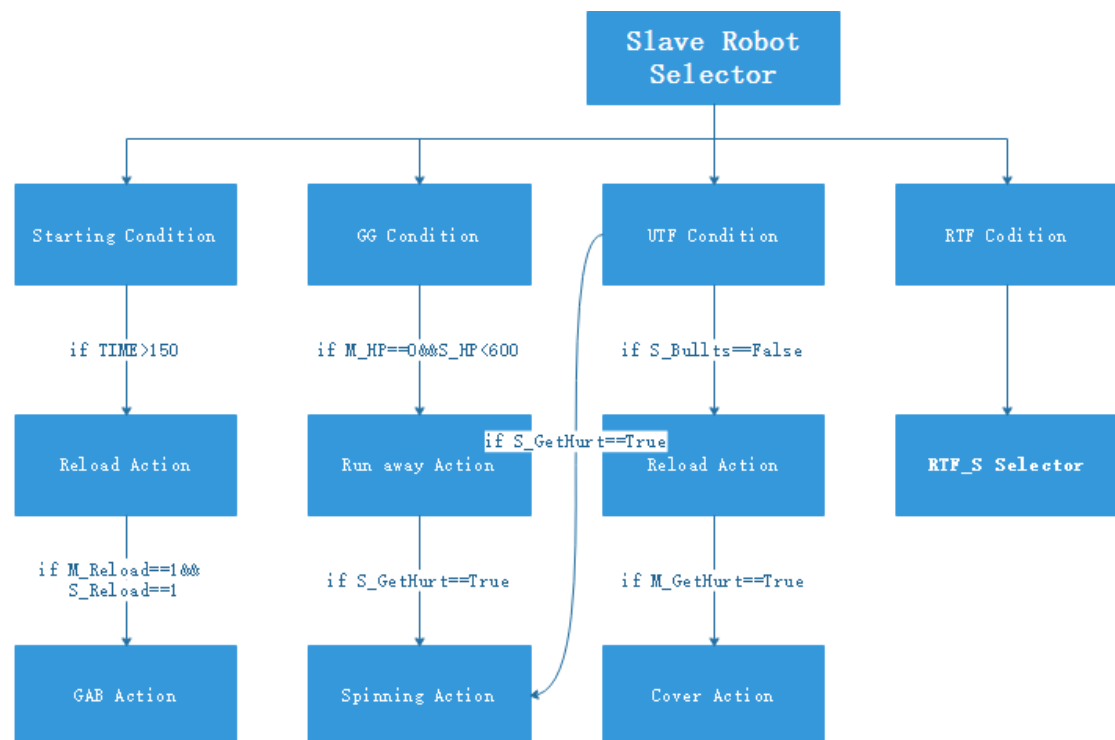 Slave Robot
Selector
Starting Condition
GG Condition
UTF Condition
RTF Codition
if TIME>150
if M_HP==0&&S_HP<600
if S_Bullts==False
if S_GetHurt==True
Reload Action
Run away Action
Reload Action
RTF_S Selector
if M_Reload==1&&
S_Reload==1
if S_GetHurt==True
if M_GetHurt==True
GAB Action
Spinning Action
Cover Action